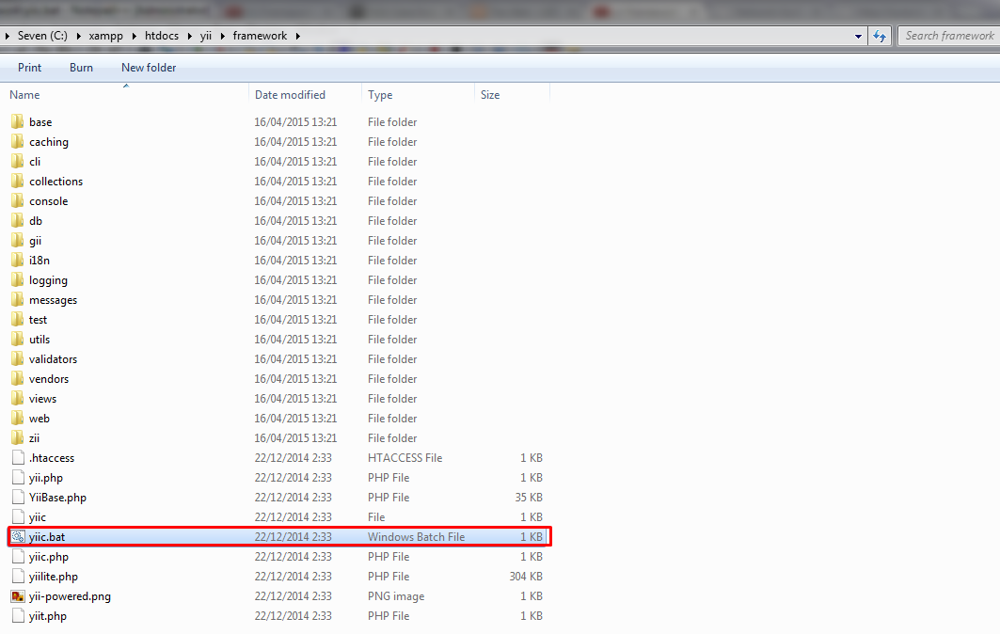 Seven (C:) xampp htdocs yii framework Search framework
Print Burn New folder
Name Date modified Type Size
base 16/04/2015 13:21 File folder
caching 16/04/2015 13:21 File folder
cli 16/04/2015 13:21 File folder
collections 16/04/2015 13:21 File folder
console 16/04/2015 13:21 File folder
db 16/04/2015 13:21 File folder
gii 16/04/2015 13:21 File folder
i18n 16/04/2015 13:21 File folder
logging 16/04/2015 13:21 File folder
messages 16/04/2015 13:21 File folder
test 16/04/2015 13:21 File folder
utils 16/04/2015 13:21 File folder
validators 16/04/2015 13:21 File folder
vendors 16/04/2015 13:21 File folder
views 16/04/2015 13:21 File folder
web 16/04/2015 13:21 File folder
zii 16/04/2015 13:21 File folder
.htaccess 22/12/2014 2:33 HTACCESS File 1 KB
yii.php 22/12/2014 2:33 PHP File 1 KB
YiiBase.php 22/12/2014 2:33 PHP File 35 KB
yiic 22/12/2014 2:33 File 1 KB
yiic.bat 22/12/2014 2:33 Windows Batch File 1 KB
yiic.php 22/12/2014 2:33 PHP File 1 KB
yiilite.php 22/12/2014 2:33 PHP File 304 KB
yii-powered.png 22/12/2014 2:33 PNG image 1 KB
yiit.php 22/12/2014 2:33 PHP File 1 KB